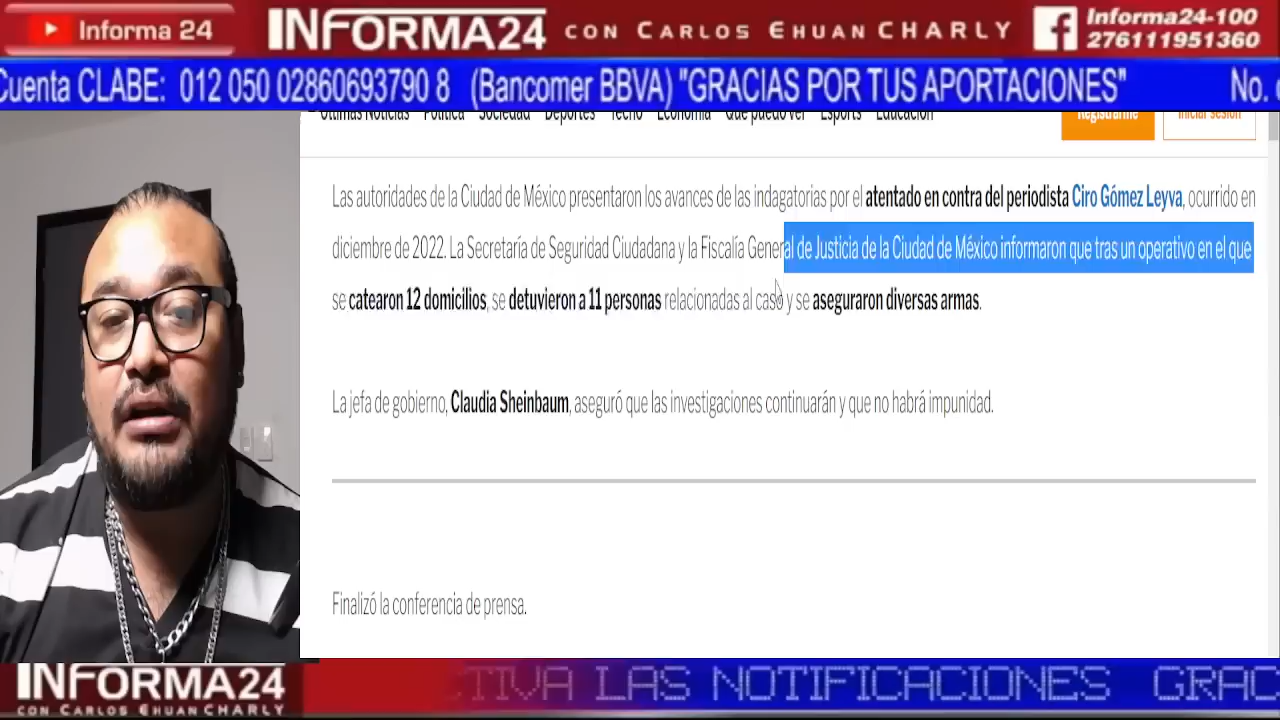 Informa 24
INFORMA24
CON CARLOS EHUAN CHARLY
Informa24-100
276111951360
Cuenta CLABE: 012 050 02860693790 8 (Bancomer BBVA) "GRACIAS POR TUS APORTACIONES" No.
Últimas Noticias Política Sociedad Deportes Tecno Economía Qué puedo ver Esports Educación
Registrarme Iniciar sesión
Las autoridades de la Ciudad de México presentaron los avances de las indagatorias por el atentado en contra del periodista Ciro Gómez Leyva, ocurrido en
diciembre de 2022. La Secretaría de Seguridad Ciudadana y la Fiscalía General de Justicia de la Ciudad de México informaron que tras un operativo en el que
se catearon 12 domicilios, se detuvieron a 11 personas relacionadas al caso y se aseguraron diversas armas.
La jefa de gobierno, Claudia Sheinbaum, aseguró que las investigaciones continuarán y que no habrá impunidad.
Finalizó la conferencia de prensa.
INFORMA24
CON CARLOS EHUAN CHARLY
CTIVA LAS NOTIFICACIONES GRAC